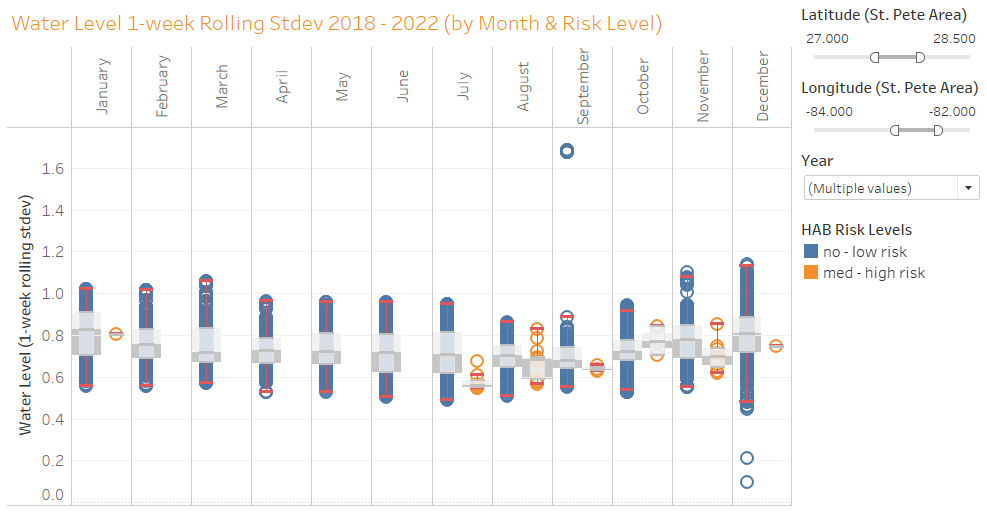 Water Level 1-week Rolling Stdev 2018 - 2022 (by Month & Risk Level)
January
February
March
April
May
June
July
August
September
October
November
December
Water Level (1-week rolling stdev)
1.6
1.4
1.2
1.0
0.8
0.6
0.4
0.2
0.0
Latitude (St. Pete Area)
27.000 28.500
Longitude (St. Pete Area)
-84.000 -82.000
Year
(Multiple values)
HAB Risk Levels
no - low risk
med - high risk